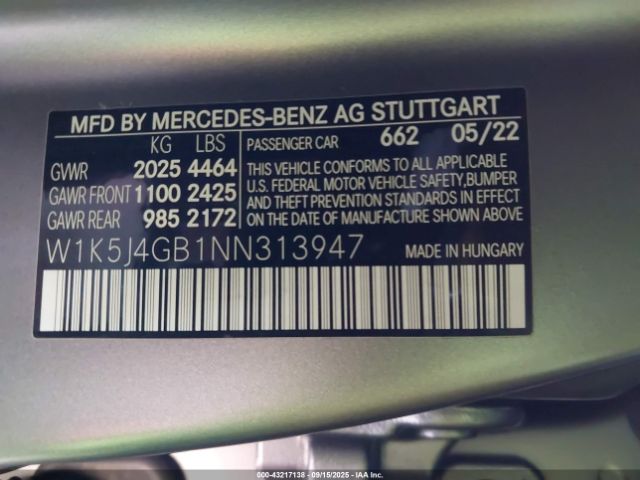 MFD BY MERCEDES-BENZ AG STUTTGART
KG LBS PASSENGER CAR 662 05/22
GVWR 2025 4464
GAWR FRONT 1100 2425
GAWR REAR 985 2172
THIS VEHICLE CONFORMS TO ALL APPLICABLE
U.S. FEDERAL MOTOR VEHICLE SAFETY,BUMPER
AND THEFT PREVENTION STANDARDS IN EFFECT
ON THE DATE OF MANUFACTURE SHOWN ABOVE
W1K5J4GB1NN313947 MADE IN HUNGARY
000-43217138 - 09/15/2025 - IAA Inc.